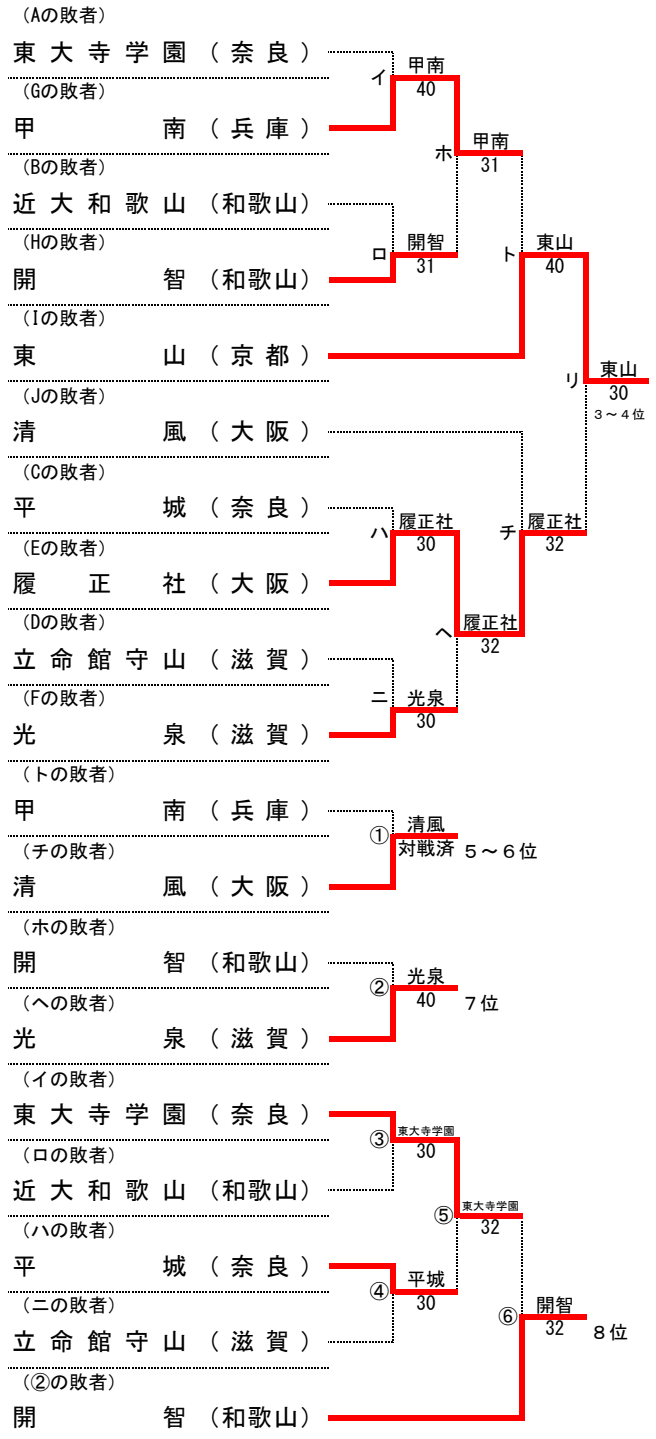 (Aの敗者)
東大寺学園(奈良)
(Gの敗者)
甲南(兵庫)
(Bの敗者)
近大和歌山(和歌山)
(Hの敗者)
開智(和歌山)
(Iの敗者)
東山(京都)
(Jの敗者)
清風(大阪)
(Cの敗者)
平城(奈良)
(Eの敗者)
履正社(大阪)
(Dの敗者)
立命館守山(滋賀)
(Fの敗者)
光泉(滋賀)
イ 甲南
40
ロ 開智
31
ホ 甲南
31
ト 東山
40
リ 東山
30
3~4位
ハ 履正社
30
ニ 光泉
30
ヘ 履正社
32
チ 履正社
32
(トの敗者)
甲南(兵庫)
(チの敗者)
清風(大阪)
① 清風
対戦済 5~6位
(ホの敗者)
開智(和歌山)
(ヘの敗者)
光泉(滋賀)
② 光泉
40 7位
(イの敗者)
東大寺学園(奈良)
(ロの敗者)
近大和歌山(和歌山)
(ハの敗者)
平城(奈良)
(ニの敗者)
立命館守山(滋賀)
(②の敗者)
開智(和歌山)
③ 東大寺学園
30
④ 平城
30
⑤ 東大寺学園
32
⑥ 開智
32 8位